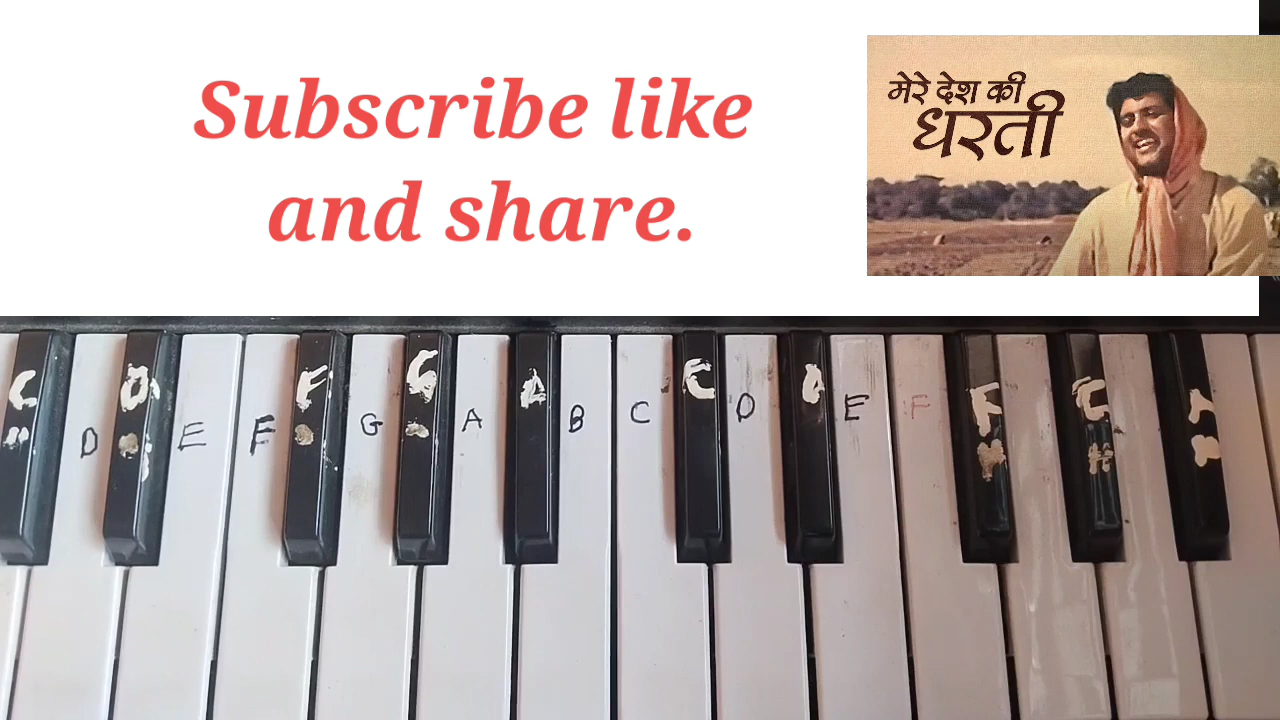 Subscribe like
and share.
मेरे देश की
धरती
C D F G A C F C
D E F G A B C D E F